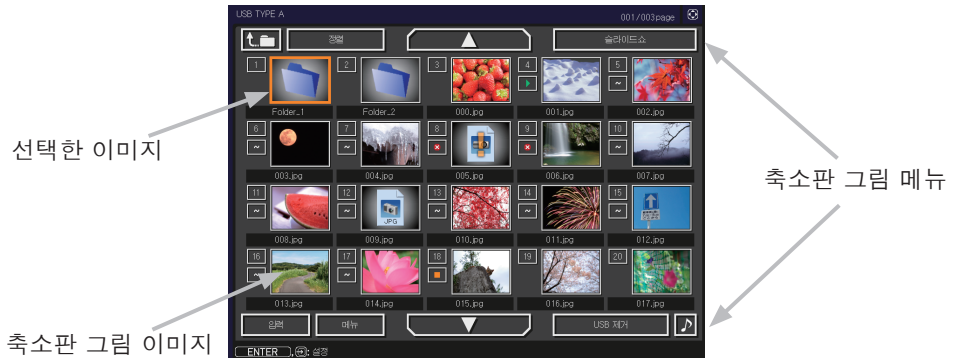 USB TYPE A 001/003page
정렬 슬라이드쇼
1 2 3 4 5
Folder_1 Folder_2 000.jpg 001.jpg 002.jpg
선택한 이미지
6 7 8 9 10
003.jpg 004.jpg 005.jpg 006.jpg 007.jpg
축소판 그림 메뉴
11 12 13 14 15
JPG
008.jpg 009.jpg 010.jpg 011.jpg 012.jpg
16 17 18 19 20
013.jpg 014.jpg 015.jpg 016.jpg 017.jpg
축소판 그림 이미지
입력 메뉴 USB 제거
ENTER , : 설정